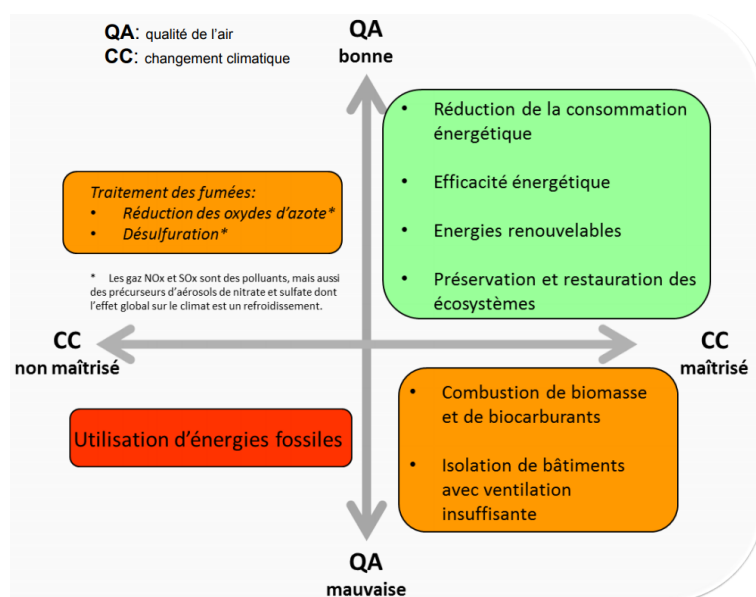 QA: qualité de l'air
CC: changement climatique
QA
bonne
• Réduction de la consommation
énergétique
• Efficacité énergétique
• Energies renouvelables
• Préservation et restauration des
écosystèmes
Traitement des fumées:
• Réduction des oxydes d'azote*
• Désulfuration*
* Les gaz NOx et SOx sont des polluants, mais aussi
des précurseurs d'aérosols de nitrate et sulfate dont
l'effet global sur le climat est un refroidissement.
CC
non maîtrisé
CC
maîtrisé
Utilisation d'énergies fossiles
• Combustion de biomasse
et de biocarburants
• Isolation de bâtiments
avec ventilation
insuffisante
QA
mauvaise